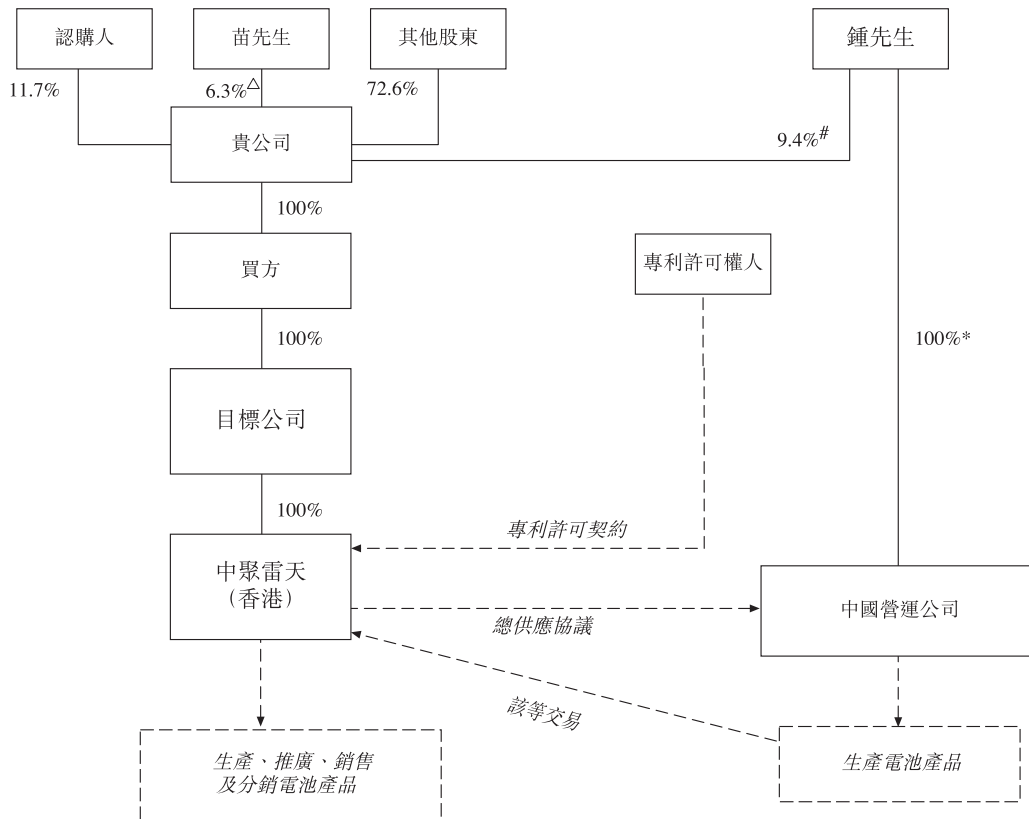 認購人
苗先生
其他股東
鍾先生
11.7%
6.3%△
72.6%
9.4%#
貴公司
100%
買方
專利許可權人
100%
100%*
目標公司
100%
專利許可契約
中聚雷天
(香港)
總供應協議
中國營運公司
該等交易
生產、推廣、銷售
及分銷電池產品
生產電池產品